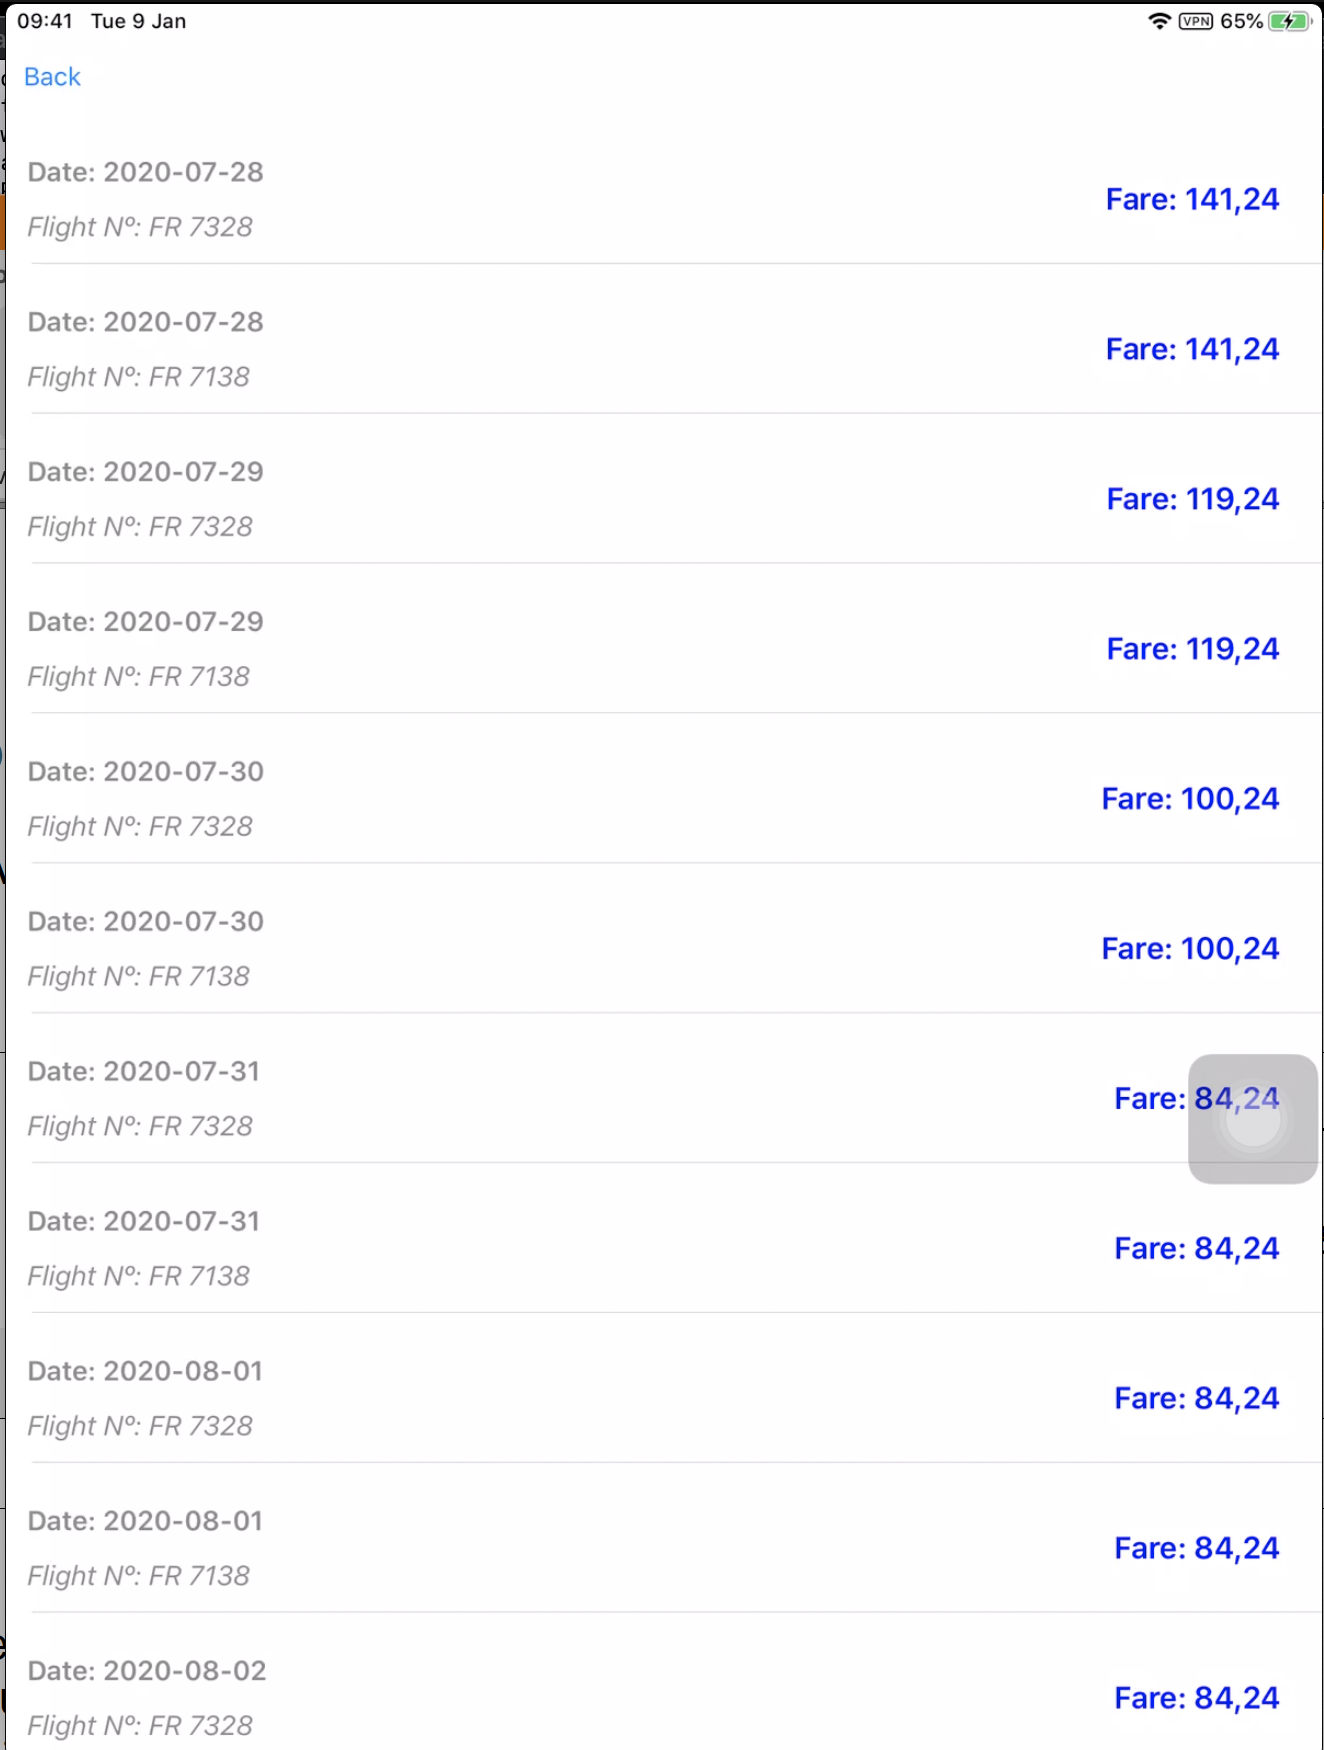 09:41 Tue 9 Jan VPN 65%
Back
Date: 2020-07-28
Fare: 141,24
Flight Nº: FR 7328
Date: 2020-07-28
Fare: 141,24
Flight Nº: FR 7138
Date: 2020-07-29
Fare: 119,24
Flight Nº: FR 7328
Date: 2020-07-29
Fare: 119,24
Flight Nº: FR 7138
Date: 2020-07-30
Fare: 100,24
Flight Nº: FR 7328
Date: 2020-07-30
Fare: 100,24
Flight Nº: FR 7138
Date: 2020-07-31
Fare: 84,24
Flight Nº: FR 7328
Date: 2020-07-31
Fare: 84,24
Flight Nº: FR 7138
Date: 2020-08-01
Fare: 84,24
Flight Nº: FR 7328
Date: 2020-08-01
Fare: 84,24
Flight Nº: FR 7138
Date: 2020-08-02
Fare: 84,24
Flight Nº: FR 7328